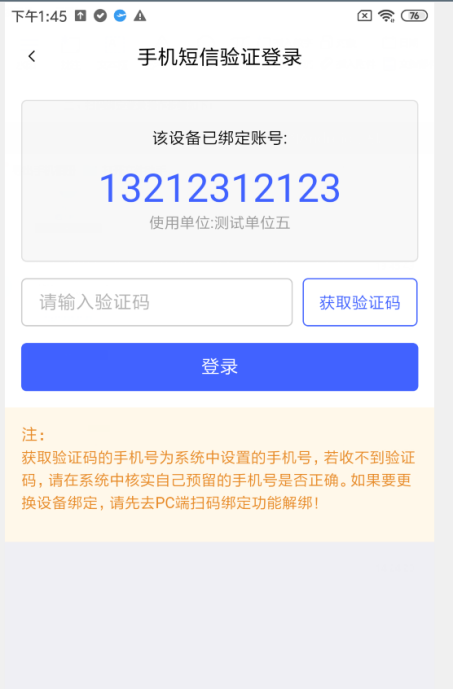 下午1:45
76
手机短信验证登录
该设备已绑定账号:
13212312123
使用单位:测试单位五
请输入验证码
获取验证码
登录
注：
获取验证码的手机号为系统中设置的手机号，若收不到验证
码，请在系统中核实自己预留的手机号是否正确。如果要更
换设备绑定，请先去PC端扫码绑定功能解绑！